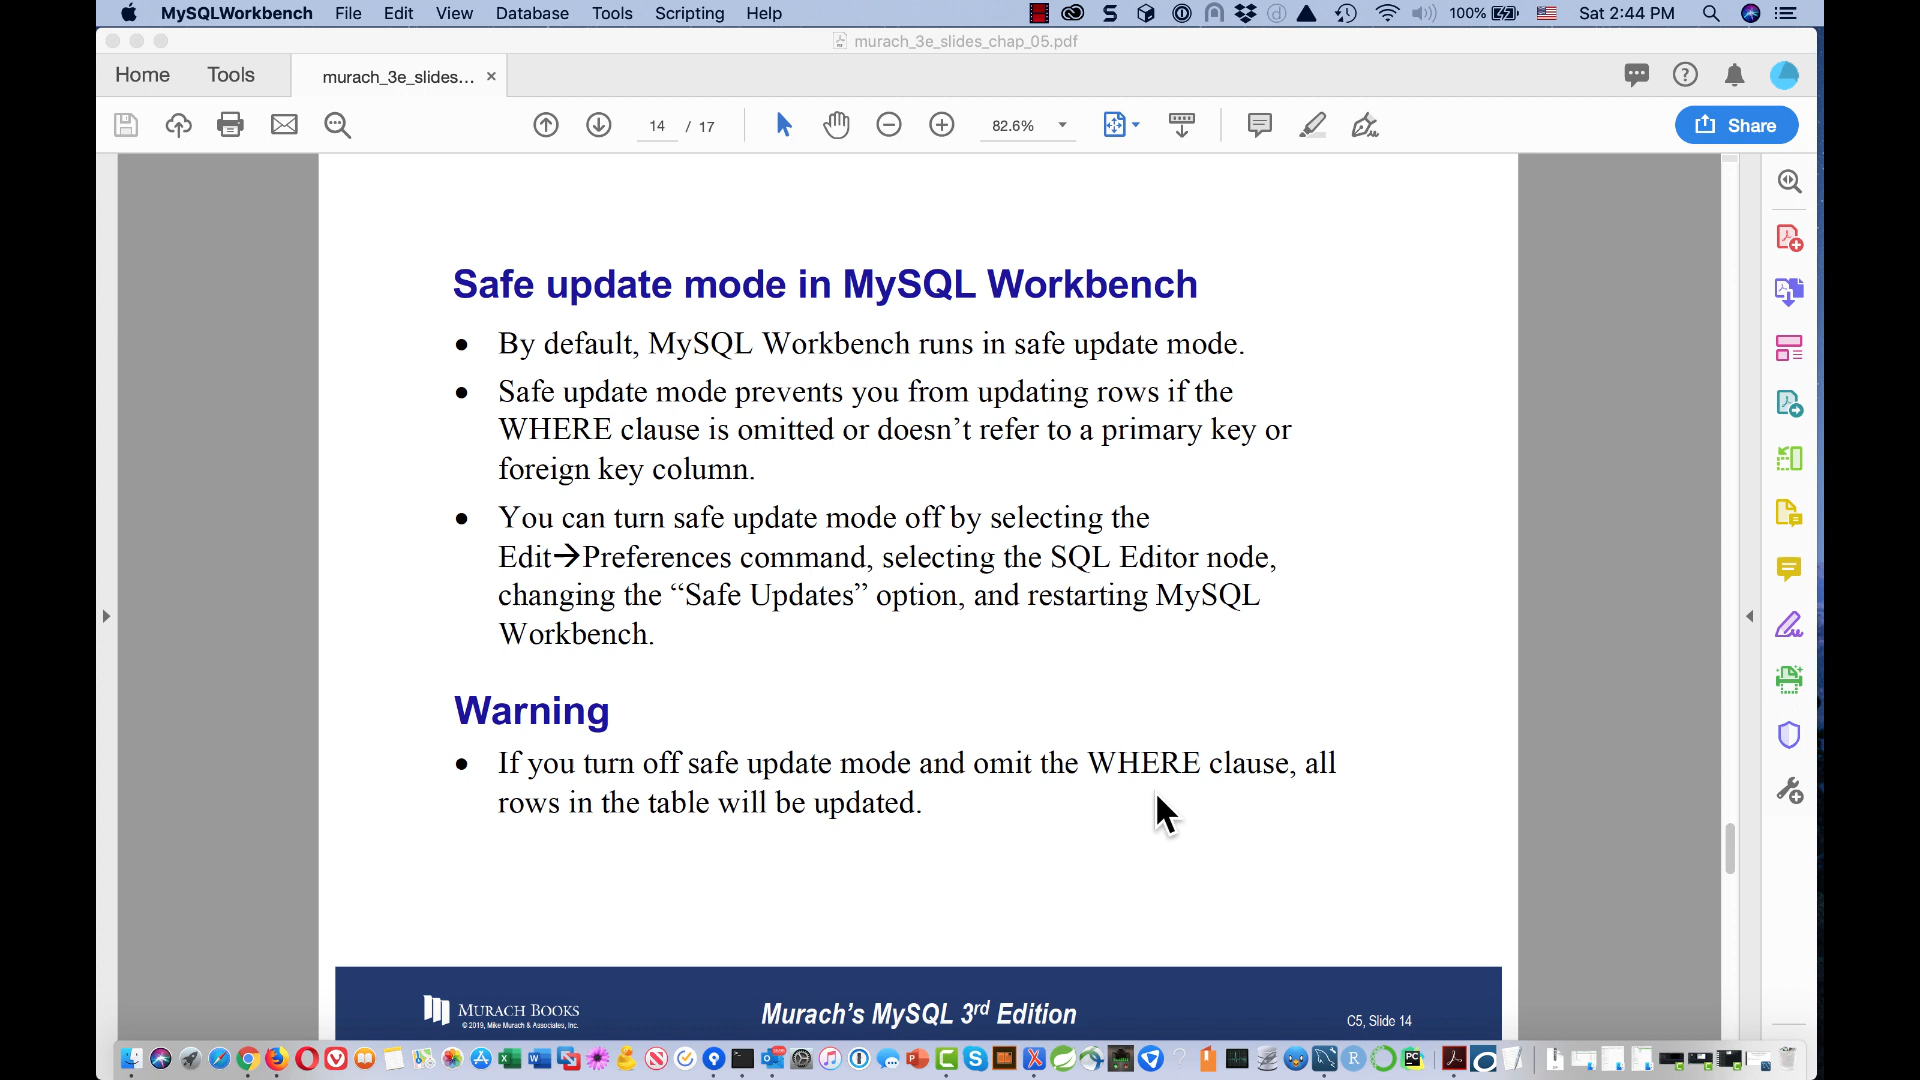 MySQLWorkbench File Edit View Database Tools Scripting Help 100% Sat 2:44 PM
murach_3e_slides_chap_05.pdf
Home Tools murach_3e_slides... ×
14 / 17 82.6% Share
Safe update mode in MySQL Workbench
• By default, MySQL Workbench runs in safe update mode.
• Safe update mode prevents you from updating rows if the
WHERE clause is omitted or doesn’t refer to a primary key or
foreign key column.
• You can turn safe update mode off by selecting the
Edit→Preferences command, selecting the SQL Editor node,
changing the “Safe Updates” option, and restarting MySQL
Workbench.
Warning
• If you turn off safe update mode and omit the WHERE clause, all
rows in the table will be updated.
MURACH BOOKS
© 2019, Mike Murach & Associates, Inc.
Murach’s MySQL 3rd Edition
C5, Slide 14